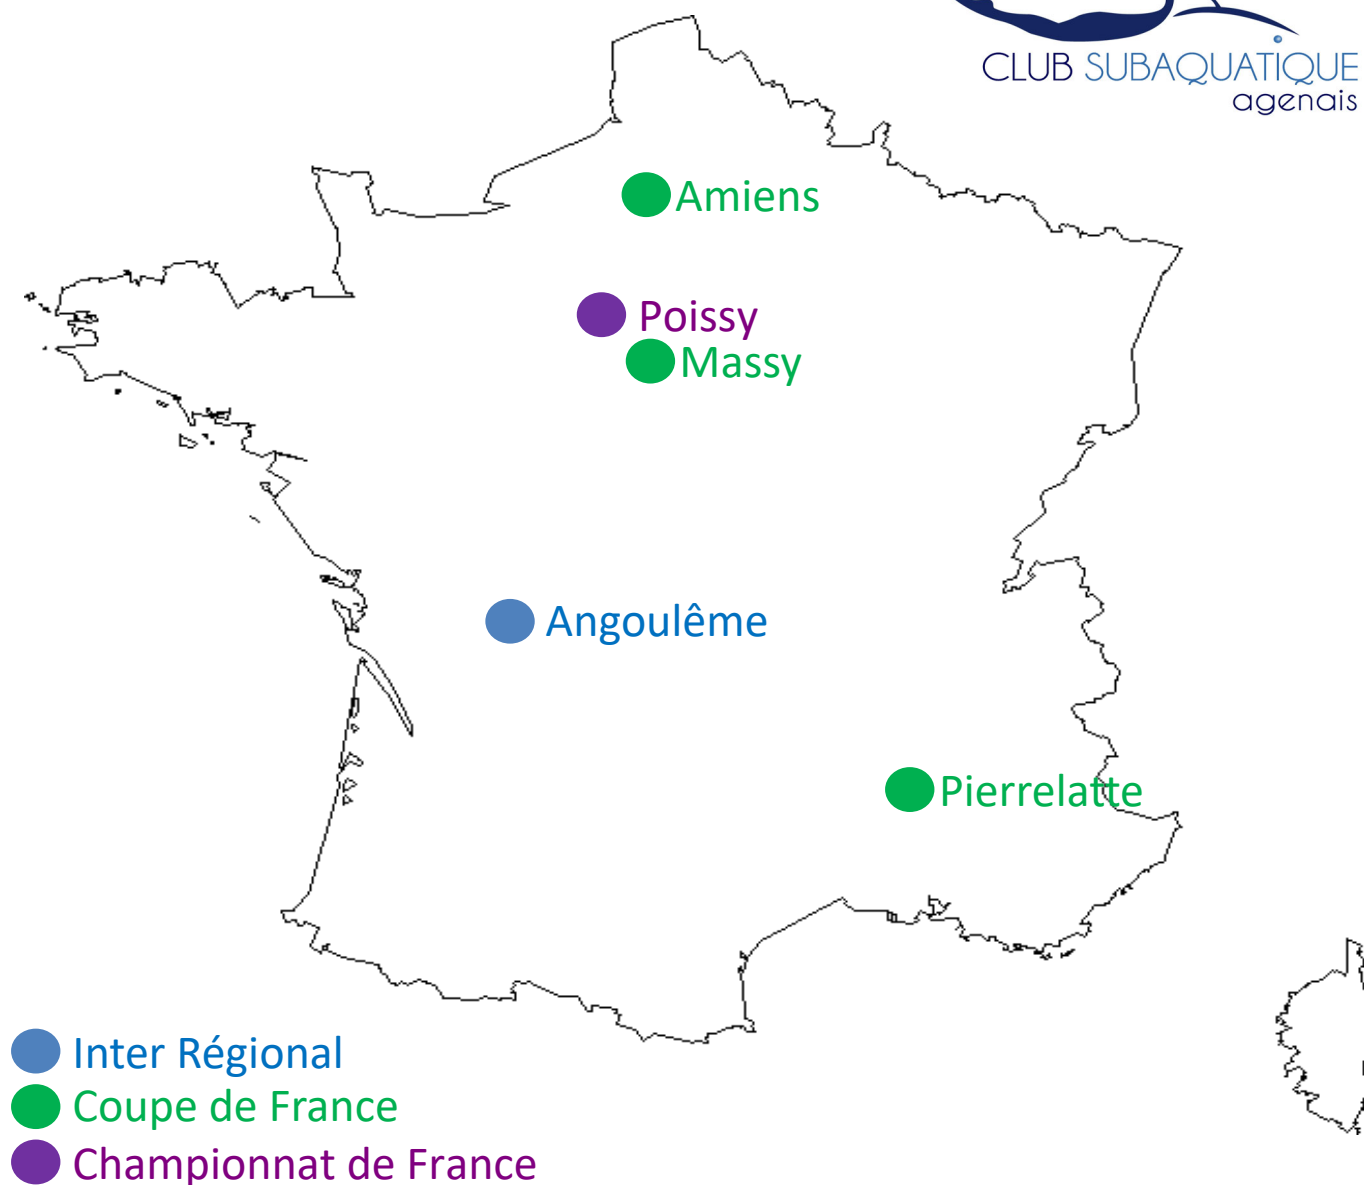 CLUB SUBAQUATIQUE
agenais
Amiens
Poissy
Massy
Angoulême
Pierrelatte
Inter Régional
Coupe de France
Championnat de France